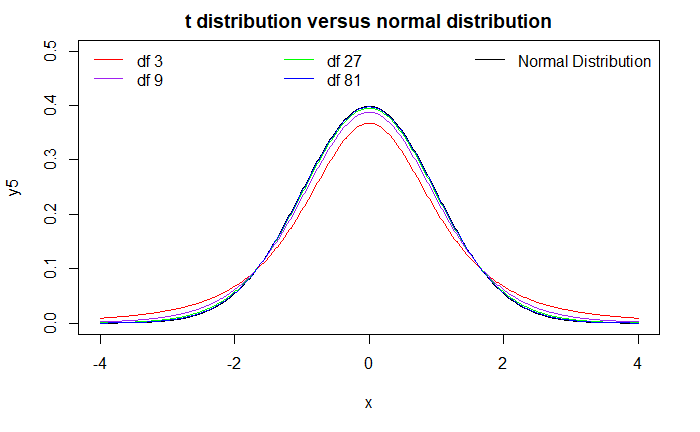 t distribution versus normal distribution
df 3 df 27 Normal Distribution
df 9 df 81
y5
0.5
0.4
0.3
0.2
0.1
0.0
-4 -2 0 2 4
x